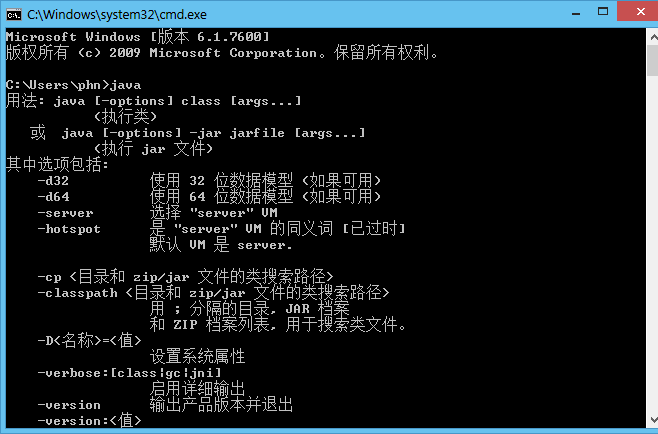 C:\Windows\system32\cmd.exe
Microsoft Windows [版本 6.1.7600]
版权所有 (c) 2009 Microsoft Corporation。保留所有权利。
C:\Users\phn>java
用法: java [-options] class [args...]
(执行类)
或 java [-options] -jar jarfile [args...]
(执行 jar 文件)
其中选项包括:
-d32 使用 32 位数据模型 (如果可用)
-d64 使用 64 位数据模型 (如果可用)
-server 选择 "server" VM
-hotspot 是 "server" VM 的同义词 [已过时]
默认 VM 是 server.
-cp <目录和 zip/jar 文件的类搜索路径>
-classpath <目录和 zip/jar 文件的类搜索路径>
用 ; 分隔的目录, JAR 档案
和 ZIP 档案列表, 用于搜索类文件。
-D<名称>=<值>
设置系统属性
-verbose:[class|gc|jni]
启用详细输出
-version 输出产品版本并退出
-version:<值>